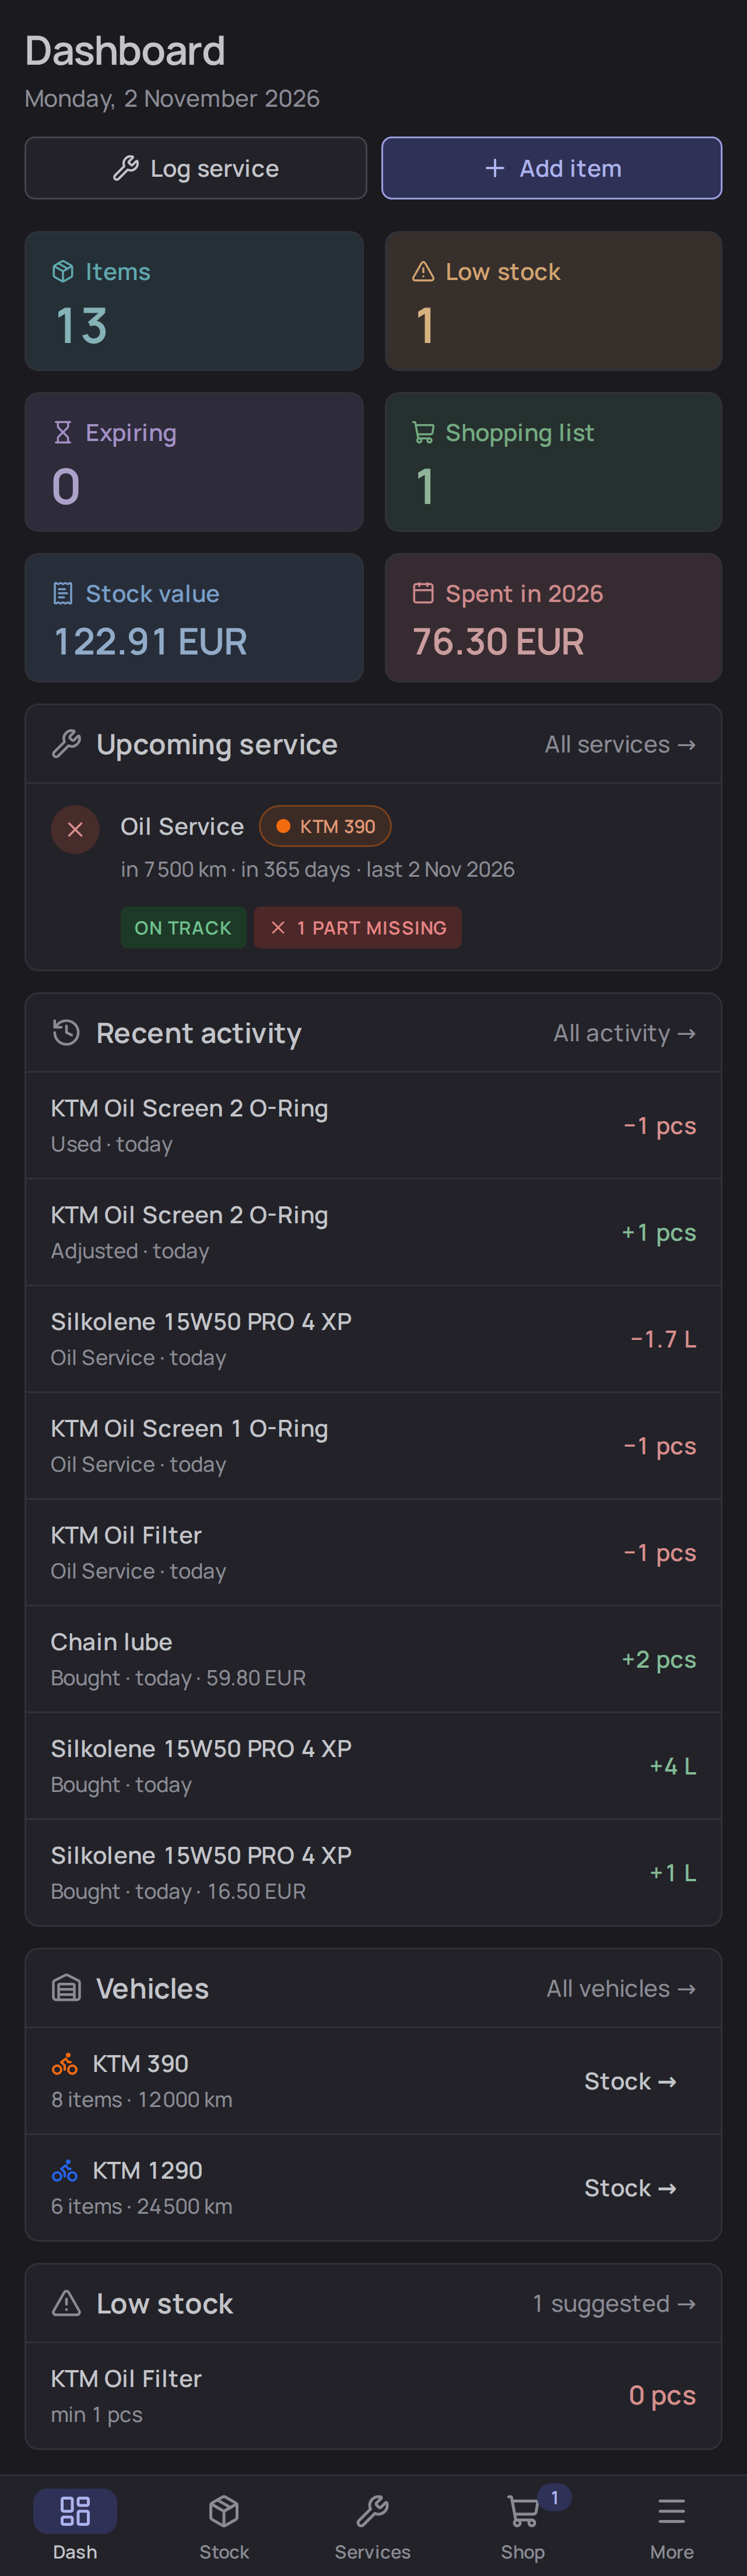 Dashboard
Monday, 2 November 2026
Log service
Add item
Items
13
Low stock
1
Expiring
0
Shopping list
1
Stock value
122.91 EUR
Spent in 2026
76.30 EUR
Upcoming service
All services →
Oil Service
KTM 390
in 7 500 km · in 365 days · last 2 Nov 2026
ON TRACK
1 PART MISSING
Recent activity
All activity →
KTM Oil Screen 2 O-Ring
−1 pcs
Used · today
KTM Oil Screen 2 O-Ring
+1 pcs
Adjusted · today
Silkolene 15W50 PRO 4 XP
−1.7 L
Oil Service · today
KTM Oil Screen 1 O-Ring
−1 pcs
Oil Service · today
KTM Oil Filter
−1 pcs
Oil Service · today
Chain lube
+2 pcs
Bought · today · 59.80 EUR
Silkolene 15W50 PRO 4 XP
+4 L
Bought · today
Silkolene 15W50 PRO 4 XP
+1 L
Bought · today · 16.50 EUR
Vehicles
All vehicles →
KTM 390
Stock →
8 items · 12 000 km
KTM 1290
Stock →
6 items · 24 500 km
Low stock
1 suggested →
KTM Oil Filter
0 pcs
min 1 pcs
1
Dash
Stock
Services
Shop
More